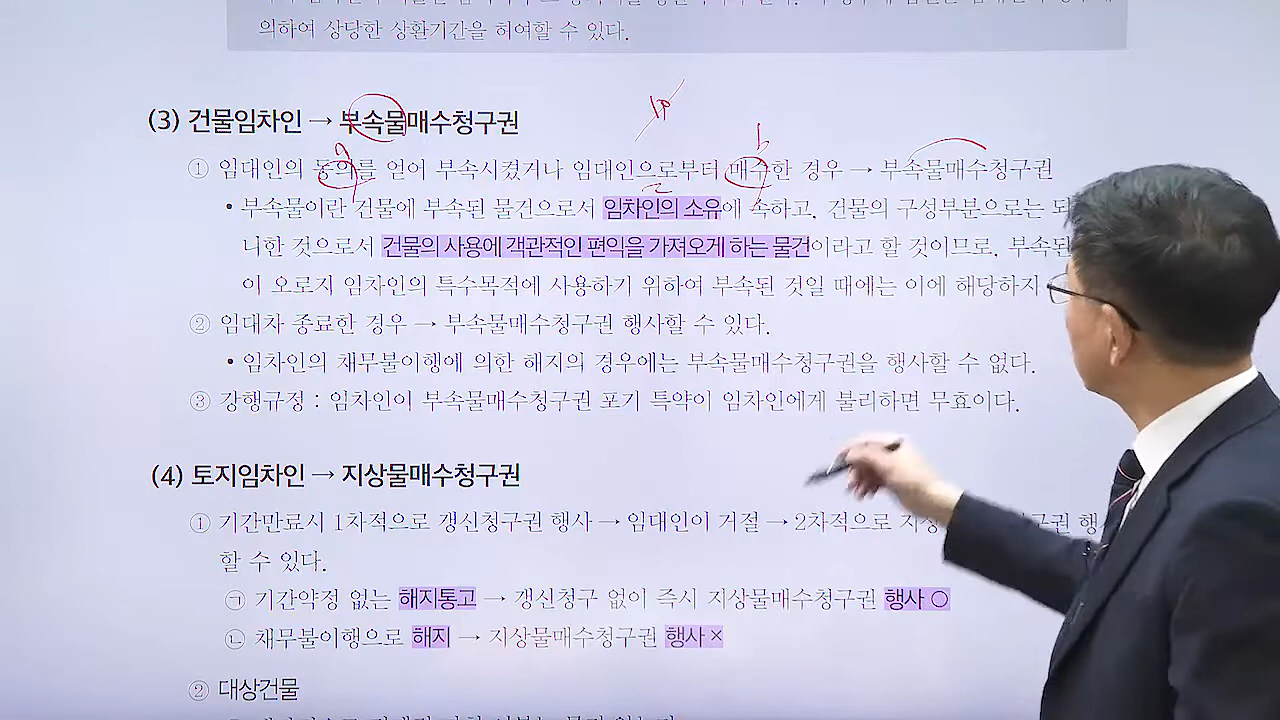 의하여 상당한 상환기간을 허여할 수 있다.
(3) 건물임차인 → 부속물매수청구권
① 임대인의 동의를 얻어 부속시켰거나 임대인으로부터 매수한 경우 → 부속물매수청구권
• 부속물이란 건물에 부속된 물건으로서 임차인의 소유에 속하고, 건물의 구성부분으로는 되
니한 것으로서 건물의 사용에 객관적인 편익을 가져오게 하는 물건이라고 할 것이므로, 부속된
이 오로지 임차인의 특수목적에 사용하기 위하여 부속된 것일 때에는 이에 해당하지
② 임대차 종료한 경우 → 부속물매수청구권 행사할 수 있다.
• 임차인의 채무불이행에 의한 해지의 경우에는 부속물매수청구권을 행사할 수 없다.
③ 강행규정 : 임차인이 부속물매수청구권 포기 특약이 임차인에게 불리하면 무효이다.
(4) 토지임차인 → 지상물매수청구권
① 기간만료시 1차적으로 갱신청구권 행사 → 임대인이 거절 → 2차적으로 지상 구권 행
할 수 있다.
㉠ 기간약정 없는 해지통고 → 갱신청구 없이 즉시 지상물매수청구권 행사 ○
㉡ 채무불이행으로 해지 → 지상물매수청구권 행사 ×
② 대상건물